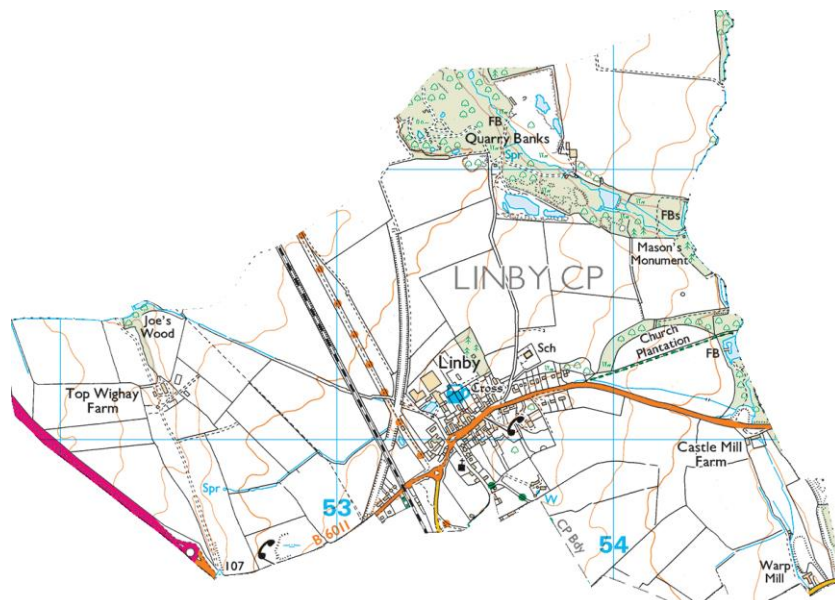 FB
Quarry Banks
Spr
FBs
Mason's
Monument
LINBY CP
Joe's
Wood
Church
Plantation
Sch
Linby
FB
Cross
Top Wighay
Farm
Castle Mill
Farm
Spr
53
W
B 6011
CP Bdy
54
107
Warp
Mill